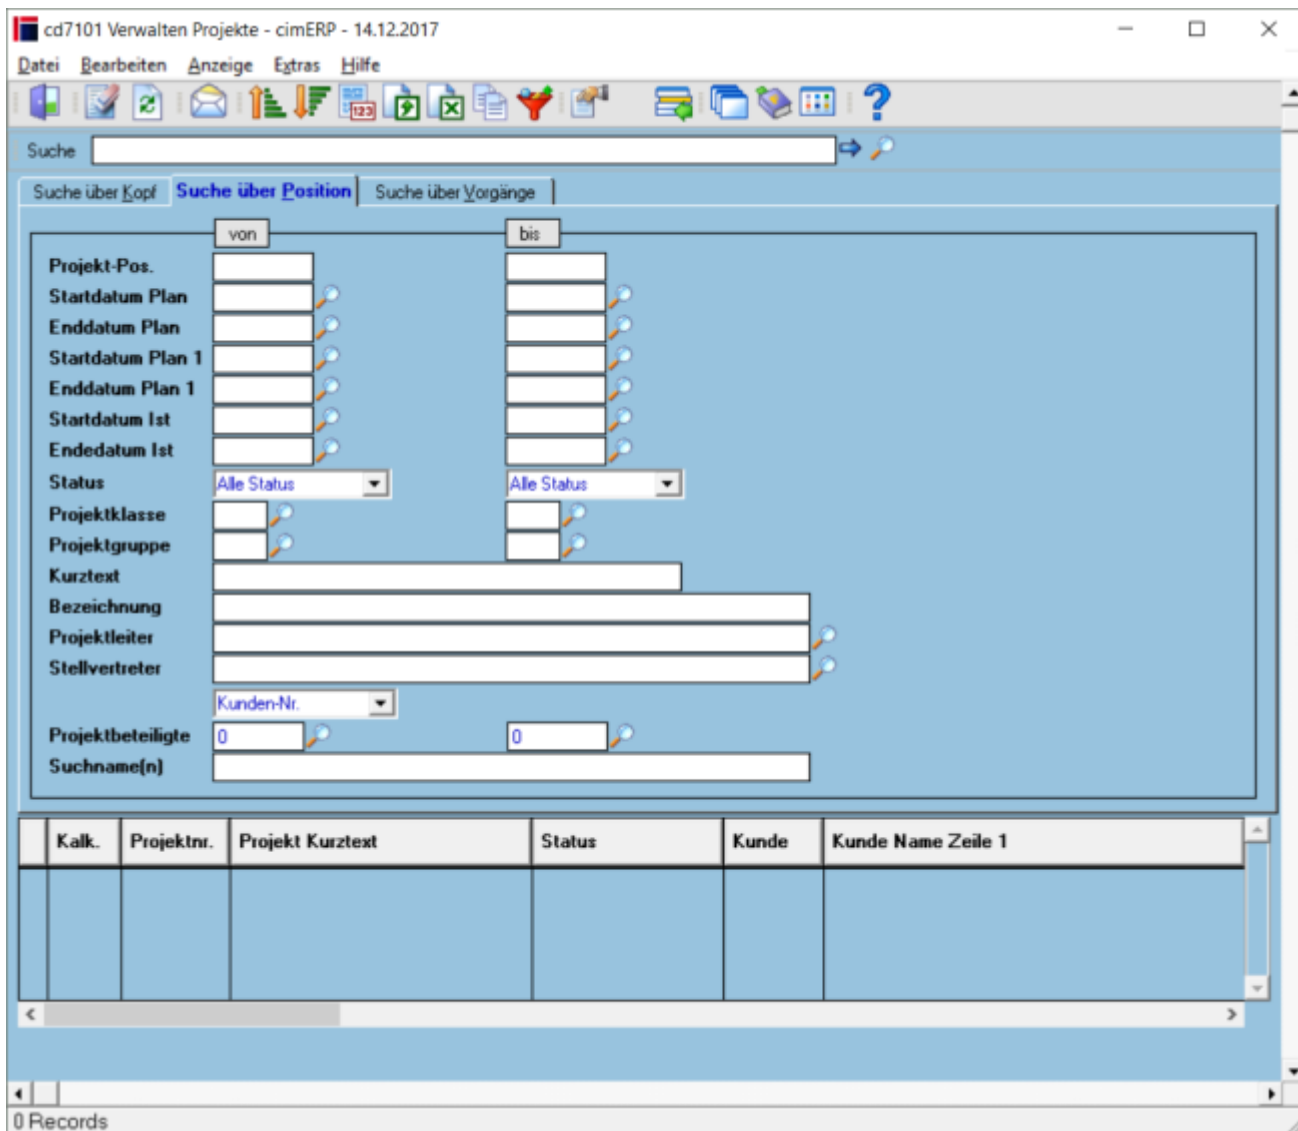 cd7101 Verwalten Projekte - cimERP - 14.12.2017
Datei Bearbeiten Anzeige Extras Hilfe
123
Suche
Suche über Kopf Suche über Position Suche über Vorgänge
von bis
Projekt-Pos.
Startdatum Plan
Enddatum Plan
Startdatum Plan 1
Enddatum Plan 1
Startdatum Ist
Endedatum Ist
Status Alle Status Alle Status
Projektklasse
Projektgruppe
Kurztext
Bezeichnung
Projektleiter
Stellvertreter
Kunden-Nr.
Projektbeteiligte 0 0
Suchname(n)
Kalk. Projektnr. Projekt Kurztext Status Kunde Kunde Name Zeile 1
0 Records